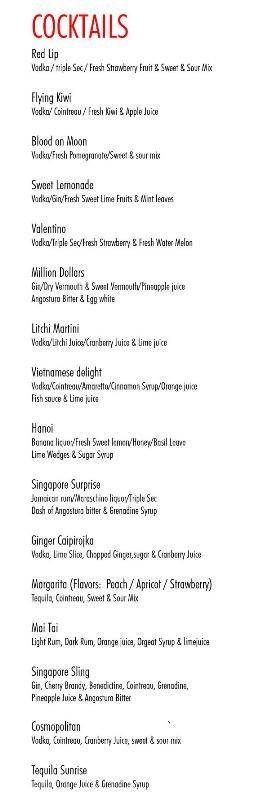 COCKTAILS
Red Lip
Vodka / triple Sec / Fresh Strawberry Fruit & Sweet & Sour Mix
Flying Kiwi
Vodka/ Cointreau / Fresh Kiwi & Apple Juice
Blood on Moon
Vodka/Fresh Pomegranate/Sweet & sour mix
Sweet Lemonade
Vodka/Gin/Fresh Sweet Lime Fruits & Mint leaves
Valentino
Vodka/Triple Sec/Fresh Strawberry & Fresh Water Melon
Million Dollars
Gin/Dry Vermouth & Sweet Vermouth/Pineapple juice
Angostura Bitter & Egg white
Litchi Martini
Vodka/Litchi Juice/Cranberry Juice & Lime juice
Vietnamese delight
Vodka/Cointreau/Amaretto/Cinnamon Syrup/Orange juice
Fish sauce & Lime juice
Hanoi
Banana liquor/Fresh Sweet lemon/Honey/Basil Leave
Lime Wedges & Sugar Syrup
Singapore Surprise
Jamaican rum/Maraschino liquor/Triple Sec
Dash of Angostura bitter & Grenadine Syrup
Ginger Caipirojka
Vodka, Lime Slice, Chopped Ginger,sugar & Cranberry Juice
Margarita (Flavors: Peach / Apricot / Strawberry)
Tequila, Cointreau, Sweet & Sour Mix
Mai Tai
Light Rum, Dark Rum, Orange juice, Orgeat Syrup & limejuice
Singapore Sling
Gin, Cherry Brandy, Benedictine, Cointreau, Grenadine,
Pineapple Juice & Angostura Bitter
Cosmopolitan
Vodka, Cointreau, Cranberry Juice, sweet & sour mix
Tequila Sunrise
Tequila, Orange Juice & Grenadine Syrup